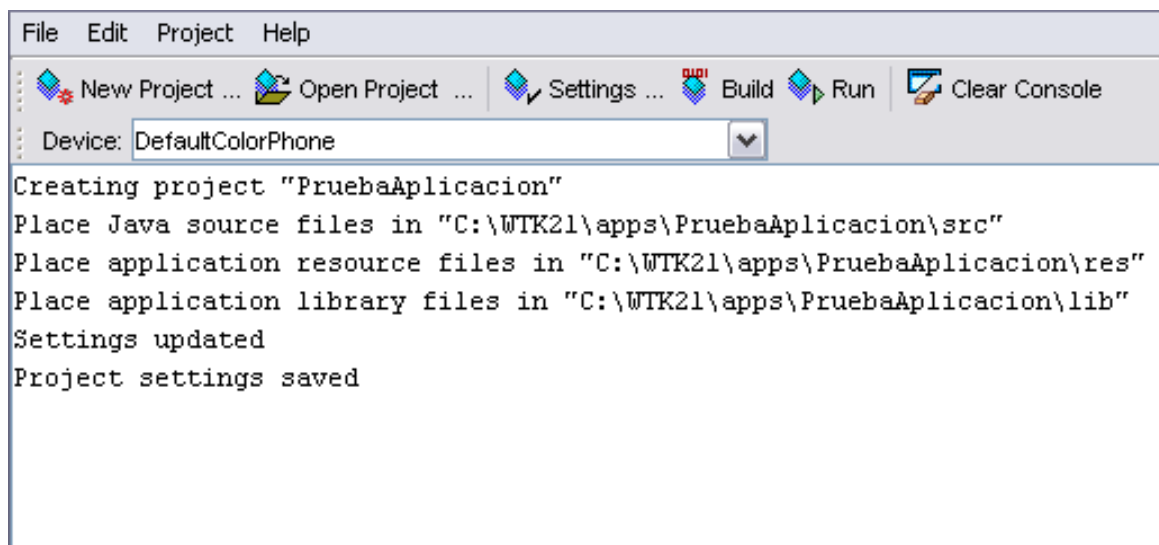 File Edit Project Help
New Project ... Open Project ... Settings ... Build Run Clear Console
Device: DefaultColorPhone
Creating project "PruebaAplicacion"
Place Java source files in "C:\WTK21\apps\PruebaAplicacion\src"
Place application resource files in "C:\WTK21\apps\PruebaAplicacion\res"
Place application library files in "C:\WTK21\apps\PruebaAplicacion\lib"
Settings updated
Project settings saved